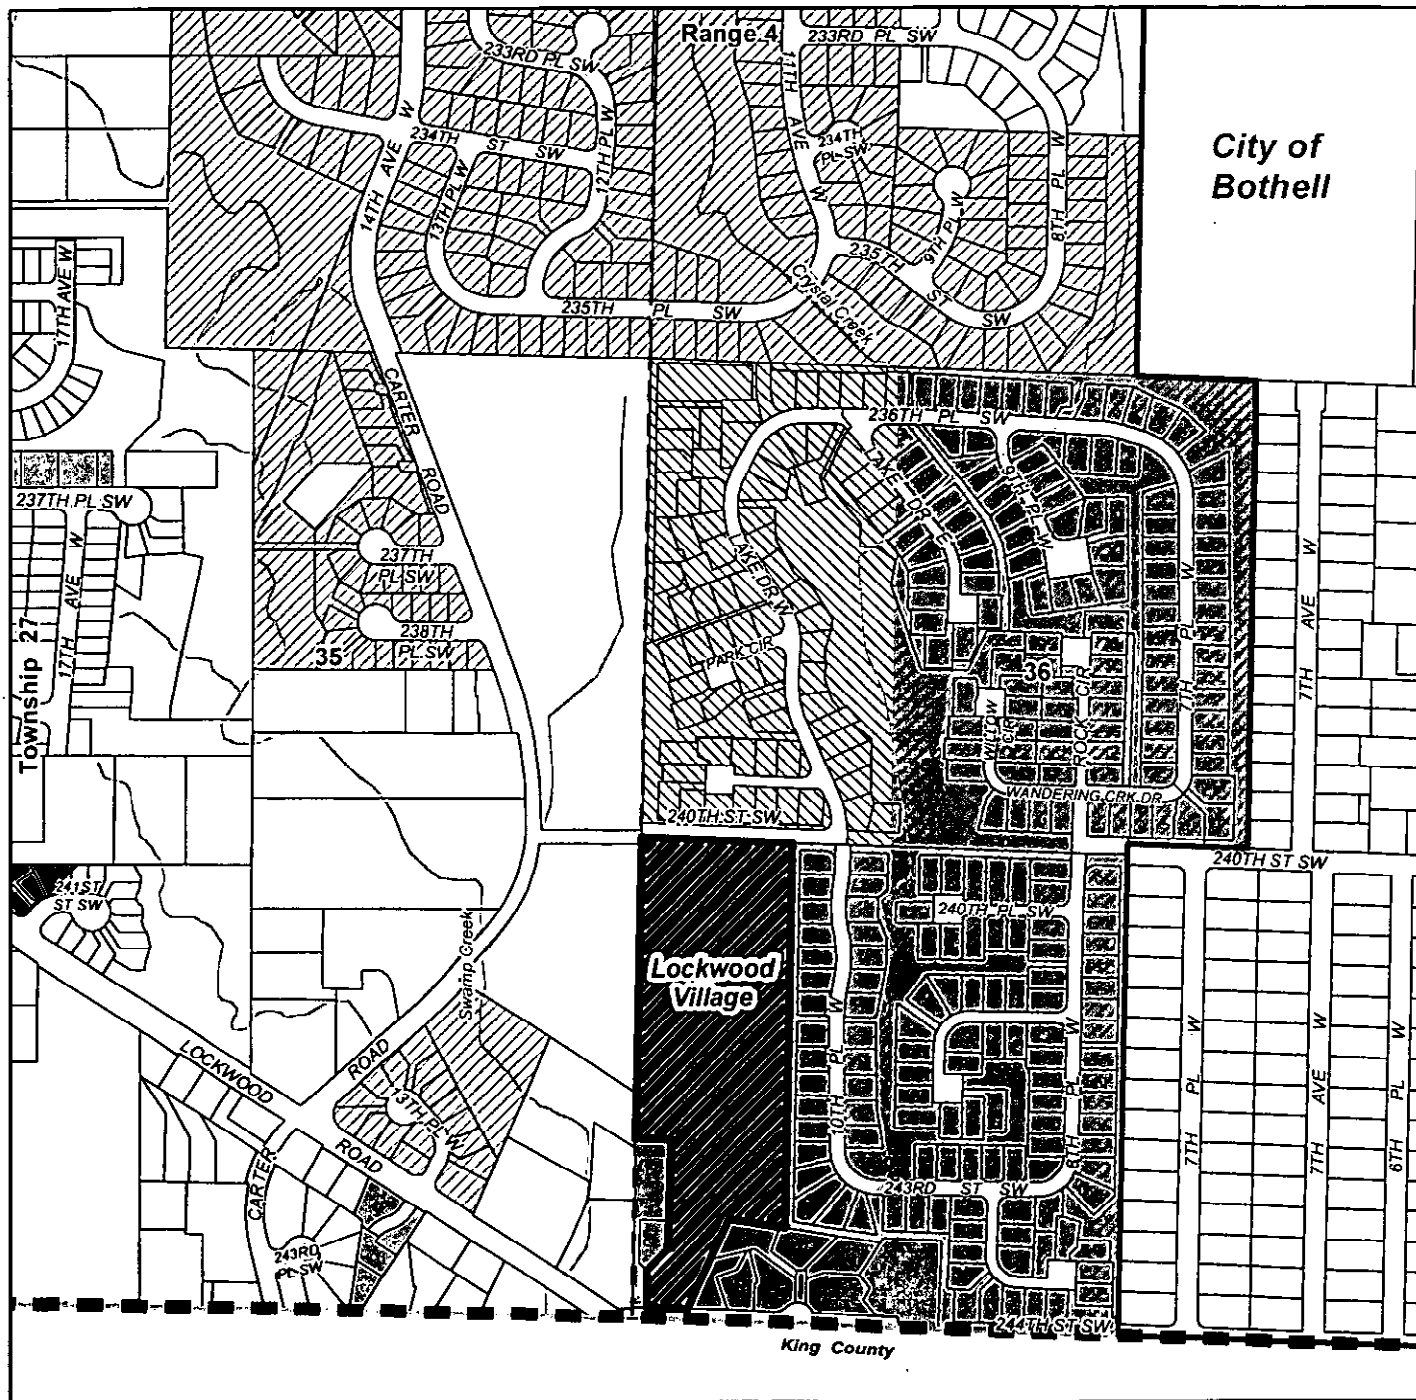 Range 4
233RD PL SW
233RD PL SW
11TH AVE W
City of
Bothell
14TH AVE W
234TH ST SW
12TH PL W
13TH PL W
234TH
PL SW
8TH PL W
9TH PL W
235TH ST SW
Crystal Creek
235TH PL SW
17TH AVE W
CARTER ROAD
236TH PL SW
LAKE DR E
9TH PL W
237TH PL SW
17TH AVE W
237TH
PL SW
LAKE DR W
7TH AVE W
7TH PL W
238TH
PL SW
35
PARK CIR
36
Township 27
WILLOW
CIR
ROCK CIR
WANDERING CRK DR
240TH ST SW
240TH ST SW
241ST
ST SW
240TH PL SW
Swamp Creek
Lockwood
Village
10TH PL W
8TH PL W
7TH PL W
7TH AVE W
6TH PL W
LOCKWOOD ROAD
ROAD
13TH PL W
CARTER
243RD ST SW
243RD
PL SW
244TH ST SW
King County